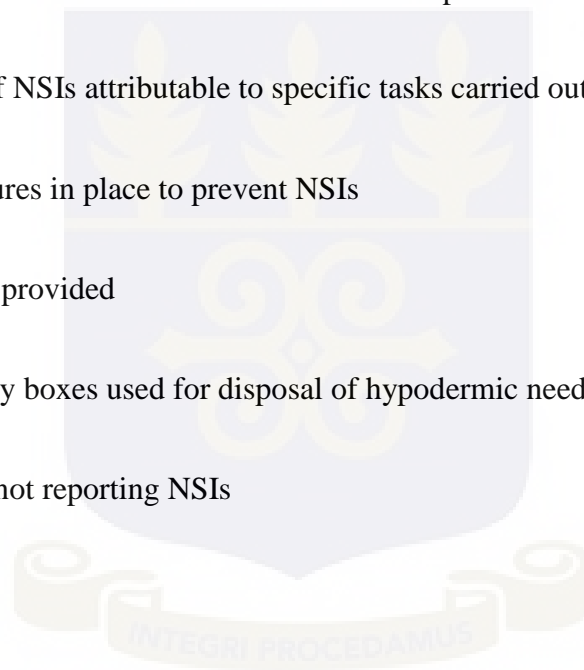 f NSIs attributable to specific tasks carried out
ures in place to prevent NSIs
provided
y boxes used for disposal of hypodermic need
not reporting NSIs
INTEGRI PROCEDAMUS